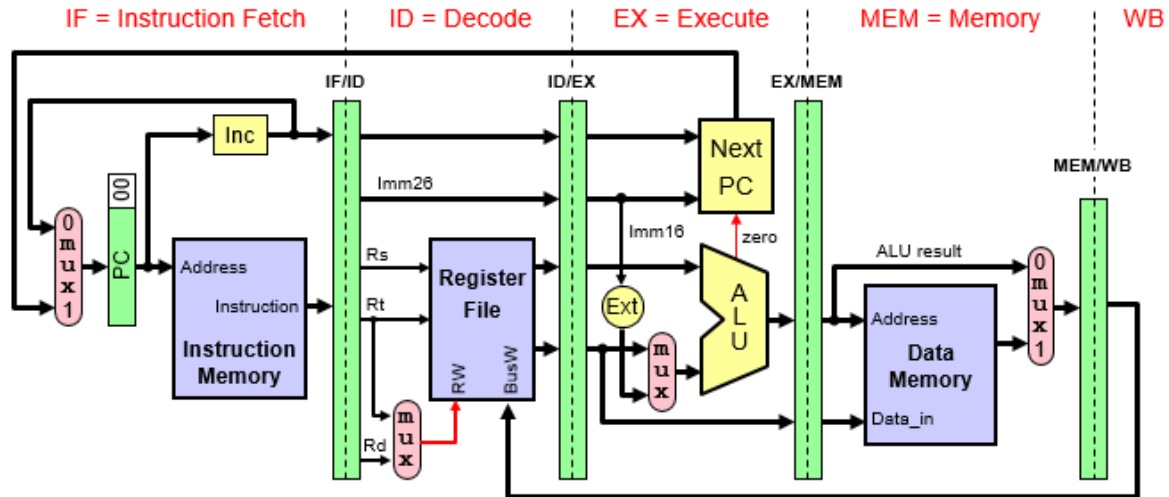 IF = Instruction Fetch
ID = Decode
EX = Execute
MEM = Memory
WB
IF/ID
ID/EX
EX/MEM
MEM/WB
Inc
00
PC
0
m
u
x
1
Address
Instruction
Instruction
Memory
Imm26
Rs
Rt
Rd
Register
File
RW
BusW
m
u
x
Next
PC
zero
Imm16
Ext
m
u
x
A
L
U
ALU result
Address
Data
Memory
Data_in
0
m
u
x
1